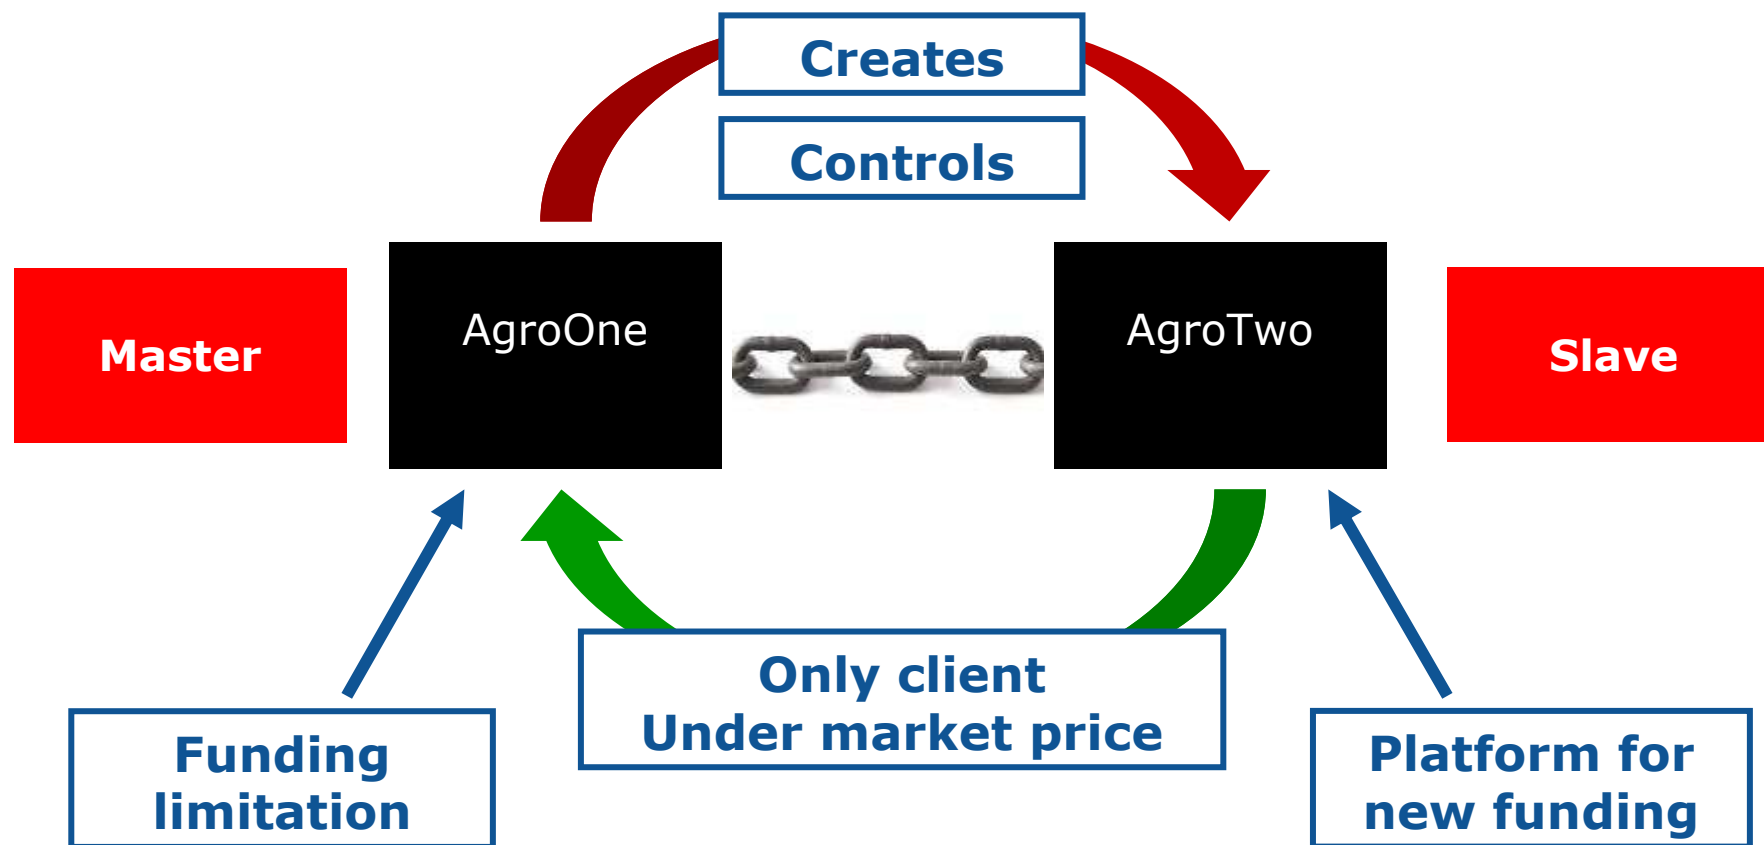 Creates
Controls
Master
AgroOne
AgroTwo
Slave
Only client
Under market price
Funding
limitation
Platform for
new funding